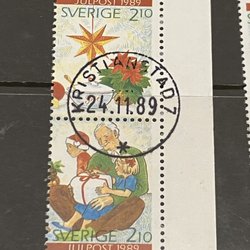 JULPOST 1989
SVERIGE 2.10
KRISTIANSTAD 7
24.11.89
SVERIGE 2.10
JULPOST 1989